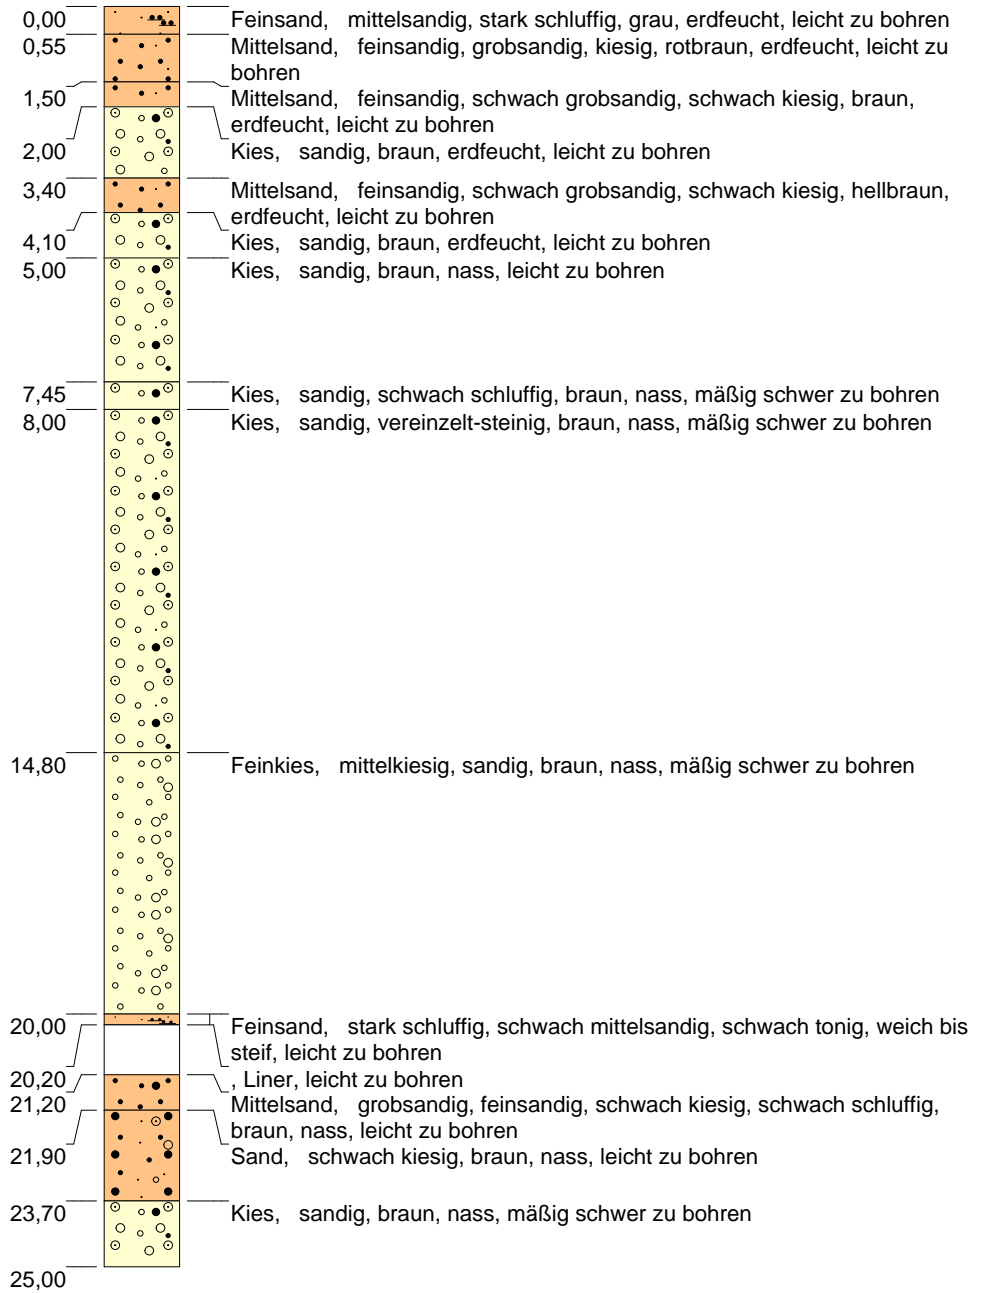 0,00 Feinsand, mittelsandig, stark schluffig, grau, erdfeucht, leicht zu bohren
0,55 Mittelsand, feinsandig, grobsandig, kiesig, rotbraun, erdfeucht, leicht zu
bohren
1,50 Mittelsand, feinsandig, schwach grobsandig, schwach kiesig, braun,
erdfeucht, leicht zu bohren
2,00 Kies, sandig, braun, erdfeucht, leicht zu bohren
3,40 Mittelsand, feinsandig, schwach grobsandig, schwach kiesig, hellbraun,
erdfeucht, leicht zu bohren
4,10 Kies, sandig, braun, erdfeucht, leicht zu bohren
5,00 Kies, sandig, braun, nass, leicht zu bohren
7,45 Kies, sandig, schwach schluffig, braun, nass, mäßig schwer zu bohren
8,00 Kies, sandig, vereinzelt-steinig, braun, nass, mäßig schwer zu bohren
14,80 Feinkies, mittelkiesig, sandig, braun, nass, mäßig schwer zu bohren
20,00 Feinsand, stark schluffig, schwach mittelsandig, schwach tonig, weich bis
steif, leicht zu bohren
20,20 , Liner, leicht zu bohren
21,20 Mittelsand, grobsandig, feinsandig, schwach kiesig, schwach schluffig,
braun, nass, leicht zu bohren
21,90 Sand, schwach kiesig, braun, nass, leicht zu bohren
23,70 Kies, sandig, braun, nass, mäßig schwer zu bohren
25,00